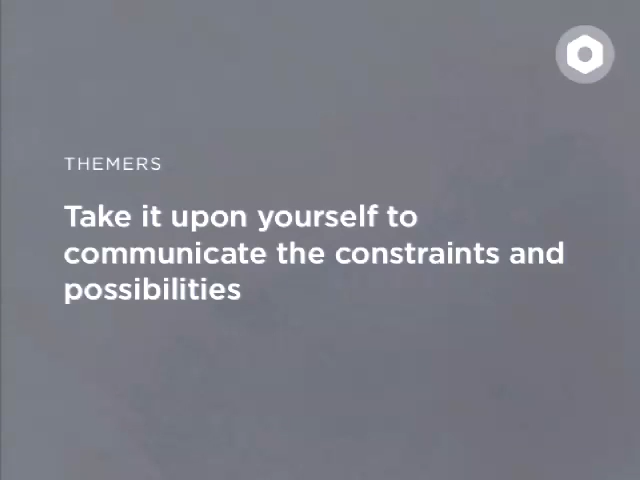 THEMERS
Take it upon yourself to
communicate the constraints and
possibilities